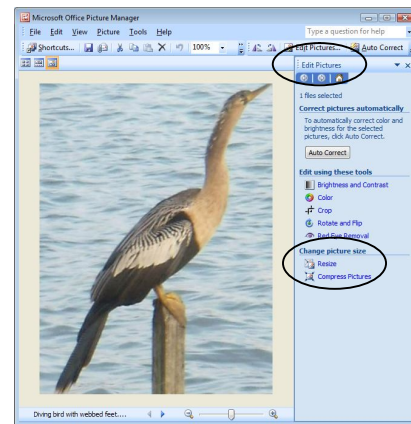 Microsoft Office Picture Manager
File Edit View Picture Tools Help
Type a question for help
Shortcuts... 100% Edit Pictures... Auto Correct
Edit Pictures
1 files selected
Correct pictures automatically
To automatically correct color and
brightness for the selected
pictures, click Auto Correct.
Auto Correct
Edit using these tools
Brightness and Contrast
Color
Crop
Rotate and Flip
Red Eye Removal
Change picture size
Resize
Compress Pictures
Diving bird with webbed feet....